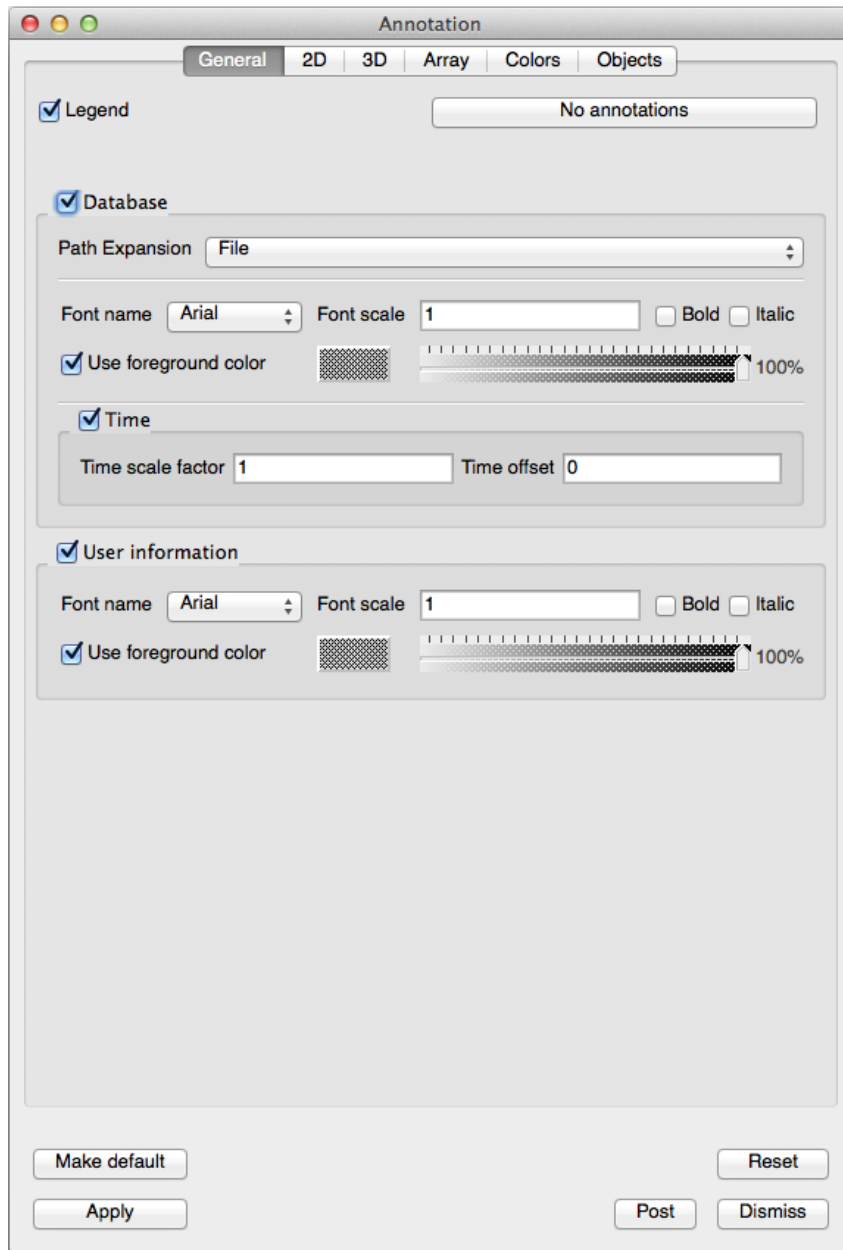 Annotation
General 2D 3D Array Colors Objects
Legend No annotations
Database
Path Expansion File
Font name Arial Font scale 1 Bold Italic
Use foreground color 100%
Time
Time scale factor 1 Time offset 0
User information
Font name Arial Font scale 1 Bold Italic
Use foreground color 100%
Make default Reset
Apply Post Dismiss